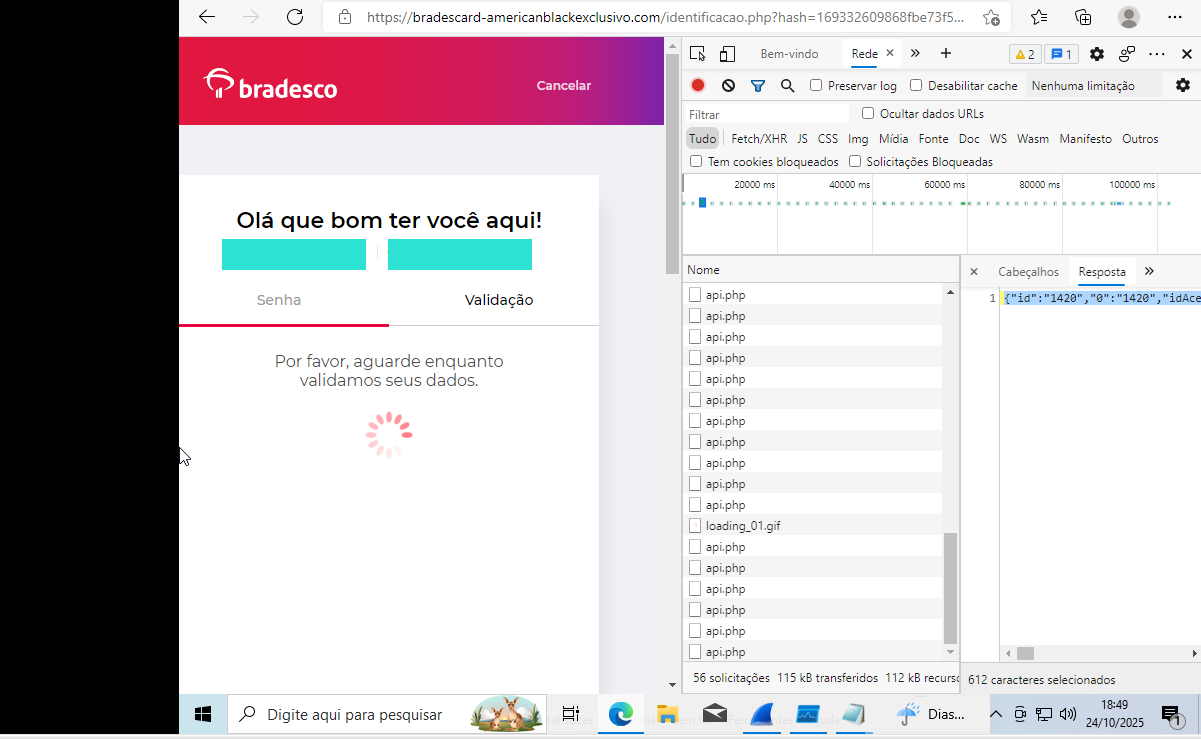 https://bradescard-americanblackexclusivo.com/identificacao.php?hash=169332609868fbe73f5...
bradesco
Cancelar
Olá que bom ter você aqui!
Senha
Validação
Por favor, aguarde enquanto
validamos seus dados.
Bem-vindo
Rede
2
1
Preservar log
Desabilitar cache
Nenhuma limitação
Filtrar
Ocultar dados URLs
Tudo
Fetch/XHR JS CSS Img Mídia Fonte Doc WS Wasm Manifesto Outros
Tem cookies bloqueados
Solicitações Bloqueadas
20000 ms
40000 ms
60000 ms
80000 ms
100000 ms
Nome
api.php
api.php
api.php
api.php
api.php
api.php
api.php
api.php
api.php
api.php
api.php
loading_01.gif
api.php
api.php
api.php
api.php
api.php
api.php
56 solicitações 115 kB transferidos 112 kB recurso
Cabeçalhos
Resposta
1
{"id":"1420","0":"1420","idAce
612 caracteres selecionados
Digite aqui para pesquisar
Dias...
18:49
24/10/2025
1